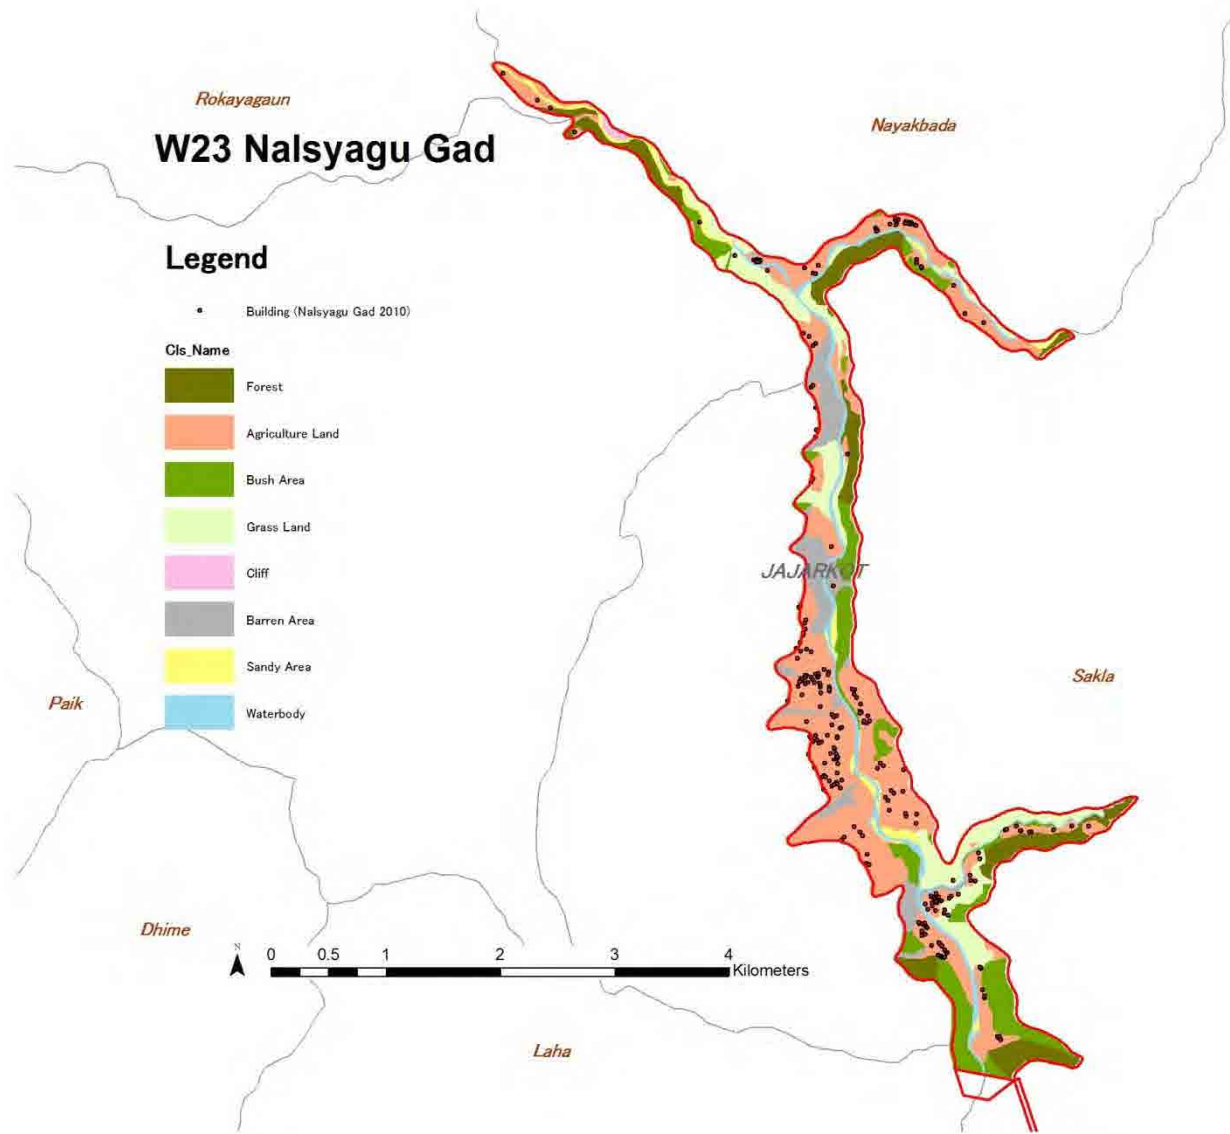 Rokayagaun
Nayakbada
W23 Nalsyagu Gad
Legend
Building (Nalsyagu Gad 2010)
Cls_Name
Forest
Agriculture Land
Bush Area
Grass Land
Cliff
JAJARKOT
Barren Area
Sandy Area
Sakla
Paik
Waterbody
Dhime
N
0 0.5 1 2 3 4
Kilometers
Laha